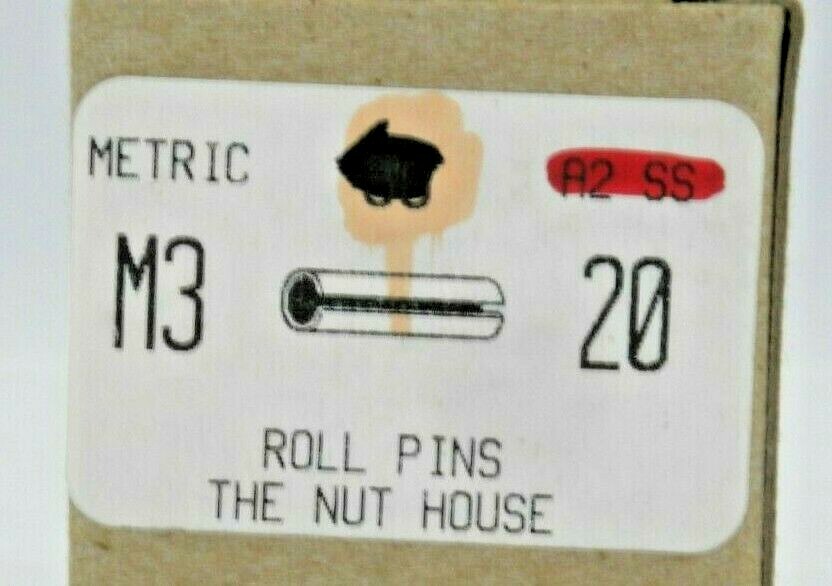 METRIC
A2 SS
M3
20
ROLL PINS
THE NUT HOUSE